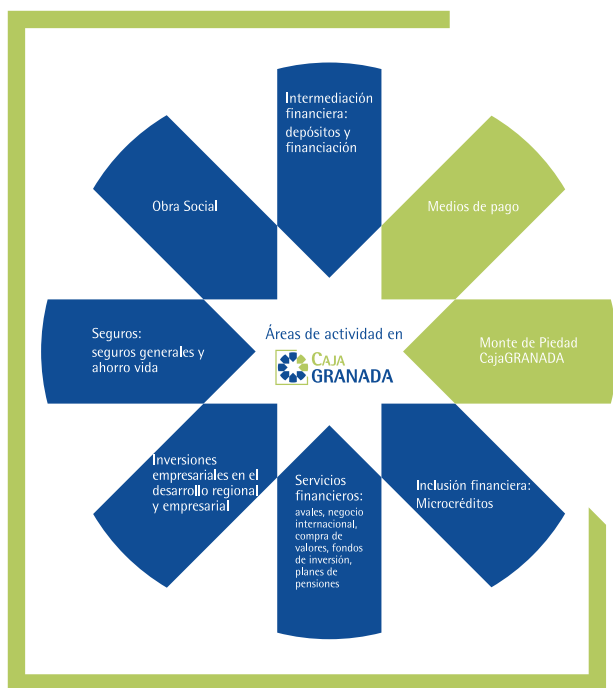 Intermediación
financiera:
depósitos y
financiación
Medios de pago
Obra Social
Áreas de actividad en
CAJA
GRANADA
Seguros:
seguros generales y
ahorro vida
Monte de Piedad
CajaGRANADA
Inversiones
empresariales en el
desarrollo regional
y empresarial
Servicios
financieros:
avales, negocio
internacional,
compra de
valores, fondos
de inversión,
planes de
pensiones
Inclusión financiera:
Microcréditos